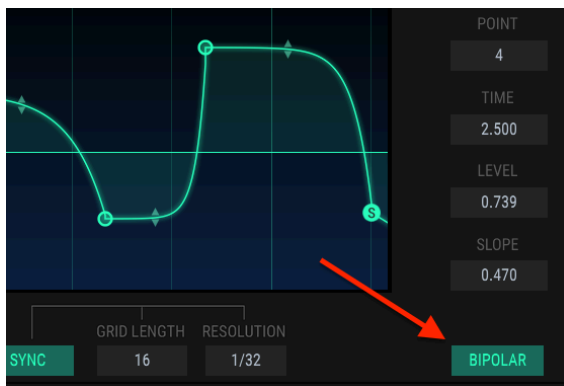 POINT
4
TIME
2.500
LEVEL
0.739
S
SLOPE
0.470
GRID LENGTH
RESOLUTION
SYNC
16
1/32
BIPOLAR